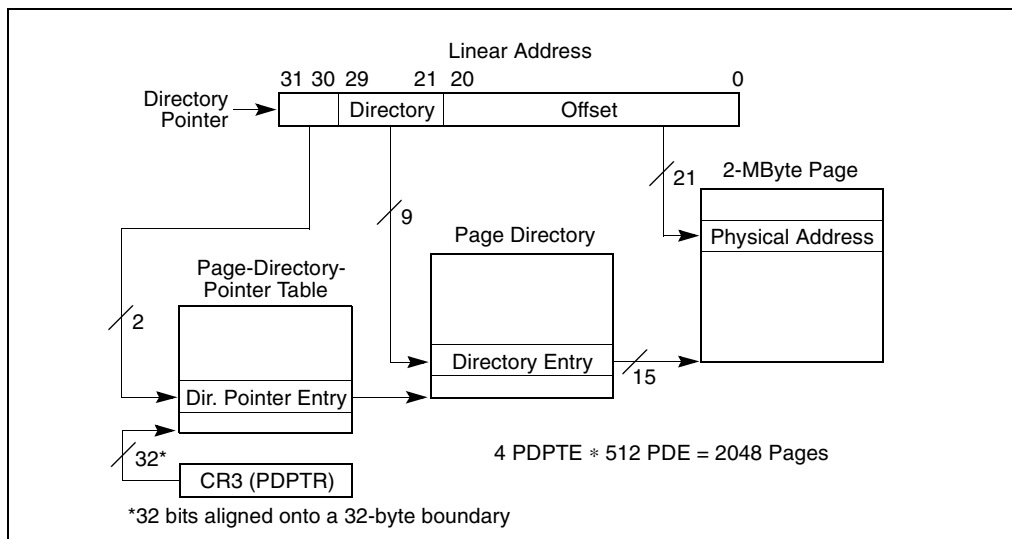 Linear Address
31 30 29 21 20 0
Directory
Pointer
Directory
Offset
21
2-MByte Page
9
Page Directory
Physical Address
Page-Directory-
Pointer Table
2
Directory Entry
15
Dir. Pointer Entry
32*
4 PDPTE * 512 PDE = 2048 Pages
CR3 (PDPTR)
*32 bits aligned onto a 32-byte boundary